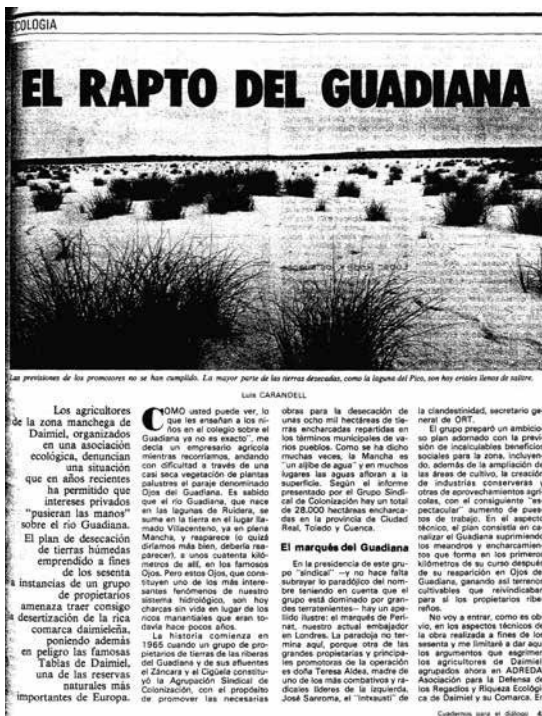 ECOLOGIA
EL RAPTO DEL GUADIANA
Las previsiones de los promotores no se han cumplido. La mayor parte de las tierras desecadas, como la laguna del Pico, son hoy eriales llenos de salitre.
Luis CARANDELL
Los agricultores
de la zona manchega de
Daimiel, organizados
en una asociación
ecológica, denuncian
una situación
que en años recientes
ha permitido que
intereses privados
"pusieran las manos"
sobre el río Guadiana.
El plan de desecación
de tierras húmedas
emprendido a fines
de los sesenta
a instancias de un grupo
de propietarios
amenaza traer consigo
la desertización de la rica
comarca daimieleña,
poniendo además
en peligro las famosas
Tablas de Daimiel,
una de las reservas
naturales más
importantes de Europa.
COMO usted puede ver, lo
que les enseñan a los ni-
ños en el colegio sobre el
Guadiana ya no es exacto", me
decía un empresario agrícola
mientras recorríamos, andando
con dificultad a través de una
casi seca vegetación de plantas
palustres el paraje denominado
Ojos del Guadiana. Es sabido
que el río Guadiana, que nace
en las lagunas de Ruidera, se
sume en la tierra en el lugar lla-
mado Villacenteno, ya en plena
Mancha, y reaparece (o quizá
diríamos más bien, debería rea-
parecer), a unos cuatenta kiló-
metros de allí, en los famosos
Ojos. Pero estos Ojos, que cons-
tituyen uno de los más intere-
santes fenómenos de nuestro
sistema hidrológico, son hoy
charcas sin vida en lugar de los
ricos manantiales que eran to-
davía hace pocos años.
La historia comienza en
1965 cuando un grupo de pro-
pietarios de tierras de las riberas
del Guadiana y de sus afluentes
el Záncara y el Cigüela constitu-
yó la Agrupación Sindical de
Colonización, con el propósito
de promover las necesarias
obras para la desecación de
unas ocho mil hectáreas de tie-
rras encharcadas repartidas en
los términos municipales de va-
rios pueblos. Como se ha dicho
muchas veces, la Mancha es
"un aljibe de agua" y en muchos
lugares las aguas afloran a la
superficie. Según el informe
presentado por el Grupo Sindi-
cal de Colonización hay un total
de 28.000 hectáreas encharca-
das en la provincia de Ciudad
Real, Toledo y Cuenca.
El marqués del Guadiana
En la presidencia de este gru-
po "sindical" —y no hace falta
subrayar lo paradójico del nom-
bre teniendo en cuenta que el
grupo está dominado por gran-
des terratenientes— hay un ape-
llido ilustre: el marqués de Peri-
nat, nuestro actual embajador
en Londres. La paradoja no ter-
mina aquí, porque otra de las
grandes propietarias y principa-
les promotoras de la operación
es doña Teresa Aldea, madre de
uno de los más combativos y ra-
dicales líderes de la izquierda,
José Sanroma, el "Intxausti" de
la clandestinidad, secretario ge-
neral de ORT.
El grupo preparó un ambicio-
so plan adornado con la previ-
sión de incalculables beneficios
sociales para la zona, incluyen-
do, además de la ampliación de
las áreas de cultivo, la creación
de industrias conserveras y
otras de aprovechamientos agrí-
colas, con el consiguiente "es-
pectacular" aumento de pues-
tos de trabajo. En el aspecto
técnico, el plan consistía en ca-
nalizar el Guadiana suprimiendo
los meandros y encharcamien-
tos que forma en los primeros
kilómetros de su curso después
de su reaparición en Ojos del
Guadiana, ganando así terrenos
cultivables que reivindicaban
para sí los propietarios ribe-
reños.
No voy a entrar, como es ob-
vio, en los aspectos técnicos de
la obra realizada a fines de los
sesenta y me limitaré a dar aquí
los argumentos que esgrimen
los agricultores de Daimiel
agrupados ahora en ADREDA,
Asociación para la Defensa de
los Regadíos y Riqueza Ecológi-
ca de Daimiel y su Comarca. En
Cuadernos para el diálogo